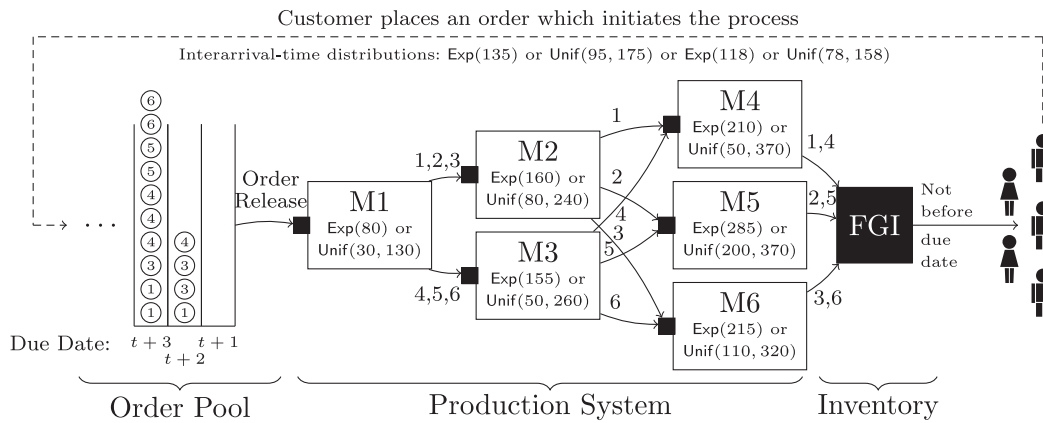 Customer places an order which initiates the process
Interarrival-time distributions: Exp(135) or Unif(95, 175) or Exp(118) or Unif(78, 158)
6
6
5
5
4
4
4
3
1
1
4
3
3
1
· · ·
Due Date:
t + 3
t + 2
t + 1
Order Pool
Order
Release
M1
Exp(80) or
Unif(30, 130)
1,2,3
4,5,6
M2
Exp(160) or
Unif(80, 240)
M3
Exp(155) or
Unif(50, 260)
1
2
4
3
5
6
M4
Exp(210) or
Unif(50, 370)
M5
Exp(285) or
Unif(200, 370)
M6
Exp(215) or
Unif(110, 320)
Production System
1,4
2,5
3,6
FGI
Inventory
Not
before
due
date